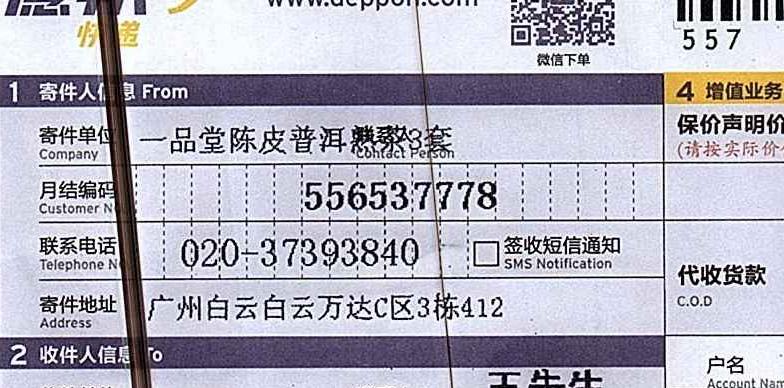 快递
www.deppon.com
微信下单
557
1 寄件人信息 From
4 增值业务
寄件单位 一品堂陈皮普洱熟茶3套
Company Contact Person
保价声明价
(请按实际价
月结编码 556537778
Customer N
联系电话 020-37393840 签收短信通知
Telephone N SMS Notification
代收货款
C.O.D
寄件地址 广州白云白云万达C区3栋412
Address
2 收件人信息 To
户名
Account Nam
王先生